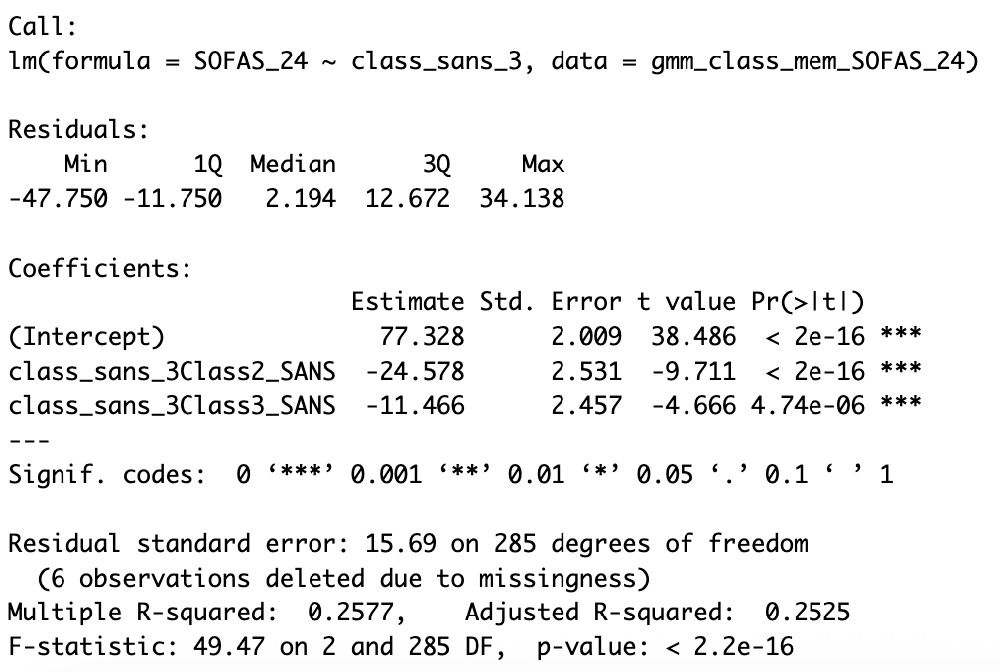 Call:
lm(formula = SOFAS_24 ~ class_sans_3, data = gmm_class_mem_SOFAS_24)

Residuals:
    Min      1Q  Median      3Q     Max
-47.750 -11.750   2.194  12.672  34.138

Coefficients:
                        Estimate Std. Error t value Pr(>|t|)
(Intercept)               77.328      2.009  38.486  < 2e-16 ***
class_sans_3Class2_SANS  -24.578      2.531  -9.711  < 2e-16 ***
class_sans_3Class3_SANS  -11.466      2.457  -4.666 4.74e-06 ***
---
Signif. codes:  0 ‘***’ 0.001 ‘**’ 0.01 ‘*’ 0.05 ‘.’ 0.1 ‘ ’ 1

Residual standard error: 15.69 on 285 degrees of freedom
  (6 observations deleted due to missingness)
Multiple R-squared:  0.2577,    Adjusted R-squared:  0.2525
F-statistic: 49.47 on 2 and 285 DF,  p-value: < 2.2e-16